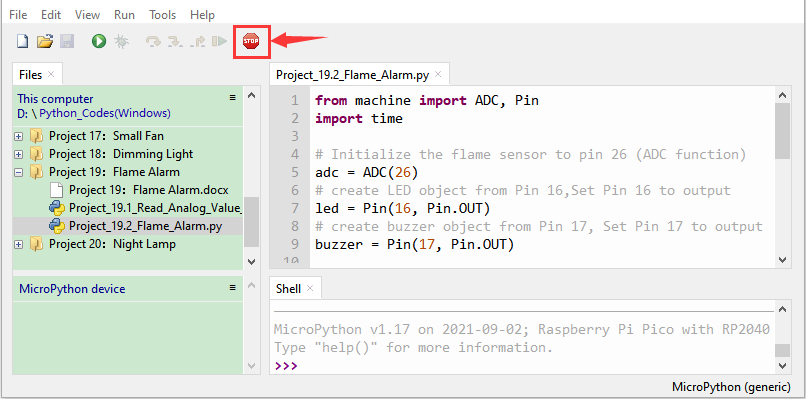 File Edit View Run Tools Help
STOP
Files
This computer
D: \ Python_Codes(Windows)
Project 17：Small Fan
Project 18：Dimming Light
Project 19：Flame Alarm
Project 19：Flame Alarm.docx
Project_19.1_Read_Analog_Value_
Project_19.2_Flame_Alarm.py
Project 20：Night Lamp
MicroPython device
Project_19.2_Flame_Alarm.py
1 from machine import ADC, Pin
2 import time
3
4 # Initialize the flame sensor to pin 26 (ADC function)
5 adc = ADC(26)
6 # create LED object from Pin 16,Set Pin 16 to output
7 led = Pin(16, Pin.OUT)
8 # create buzzer object from Pin 17, Set Pin 17 to output
9 buzzer = Pin(17, Pin.OUT)
10
Shell
MicroPython v1.17 on 2021-09-02; Raspberry Pi Pico with RP2040
Type "help()" for more information.
>>>
MicroPython (generic)